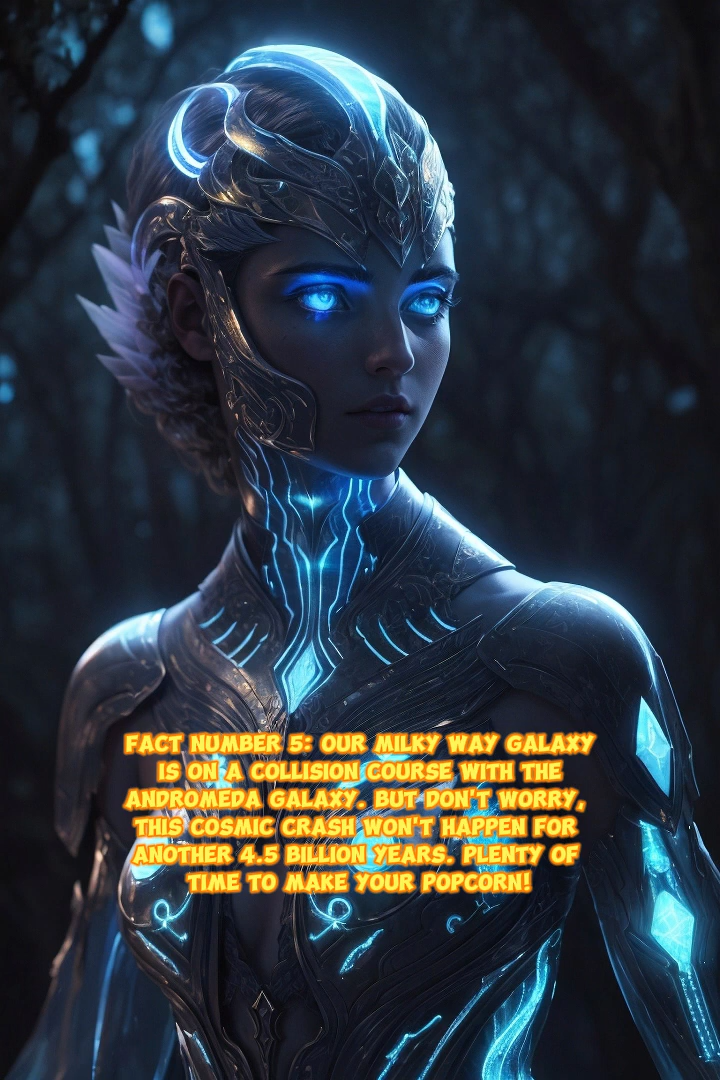 FACT NUMBER 5: OUR MILKY WAY GALAXY
IS ON A COLLISION COURSE WITH THE
ANDROMEDA GALAXY. BUT DON'T WORRY,
THIS COSMIC CRASH WON'T HAPPEN FOR
ANOTHER 4.5 BILLION YEARS. PLENTY OF
TIME TO MAKE YOUR POPCORN!